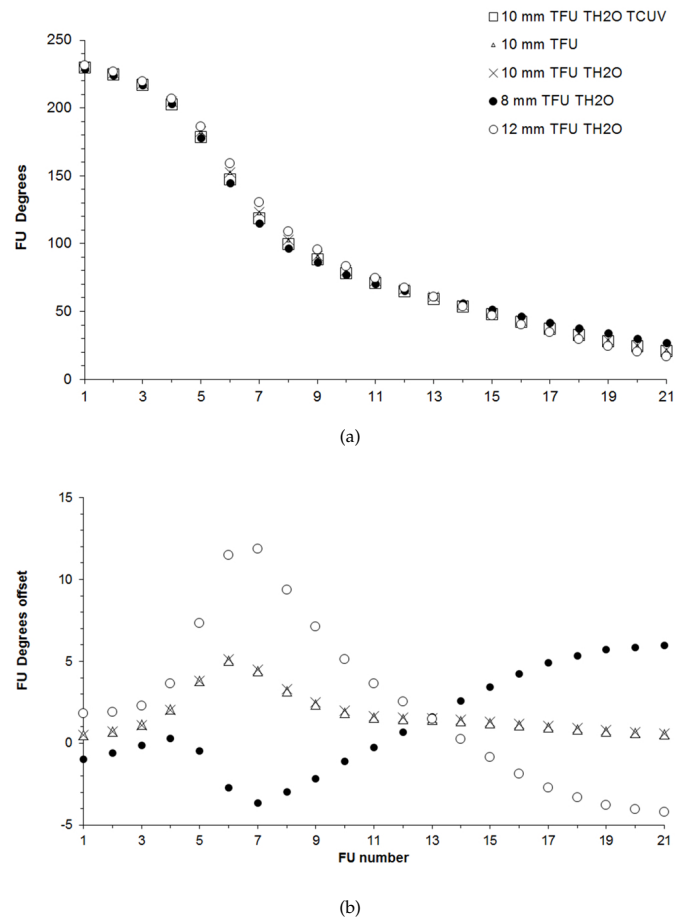 10 mm TFU TH2O TCUV
10 mm TFU
10 mm TFU TH2O
8 mm TFU TH2O
12 mm TFU TH2O
250
200
150
100
50
0
FU Degrees
1 3 5 7 9 11 13 15 17 19 21
(a)
15
10
5
0
-5
FU Degrees offset
1 3 5 7 9 11 13 15 17 19 21
FU number
(b)